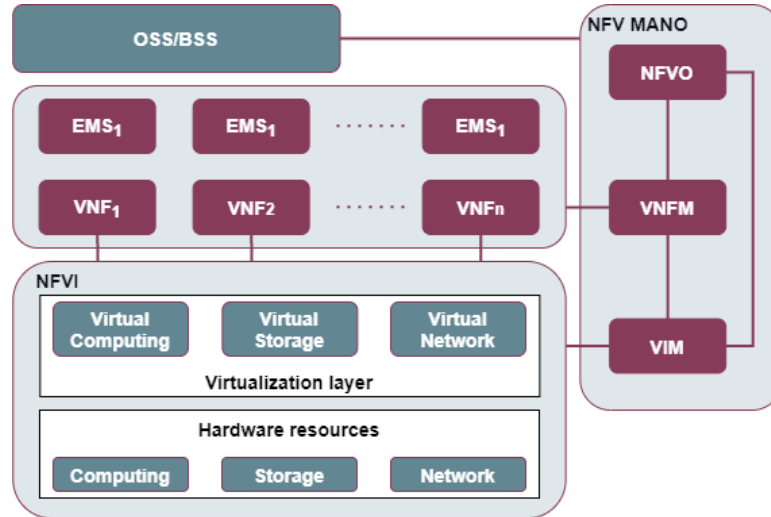 OSS/BSS
NFV MANO
NFVO
EMS₁
EMS₁
EMS₁
VNF₁
VNF₂
VNFn
VNFM
NFVI
Virtual
Computing
Virtual
Storage
Virtual
Network
VIM
Virtualization layer
Hardware resources
Computing
Storage
Network